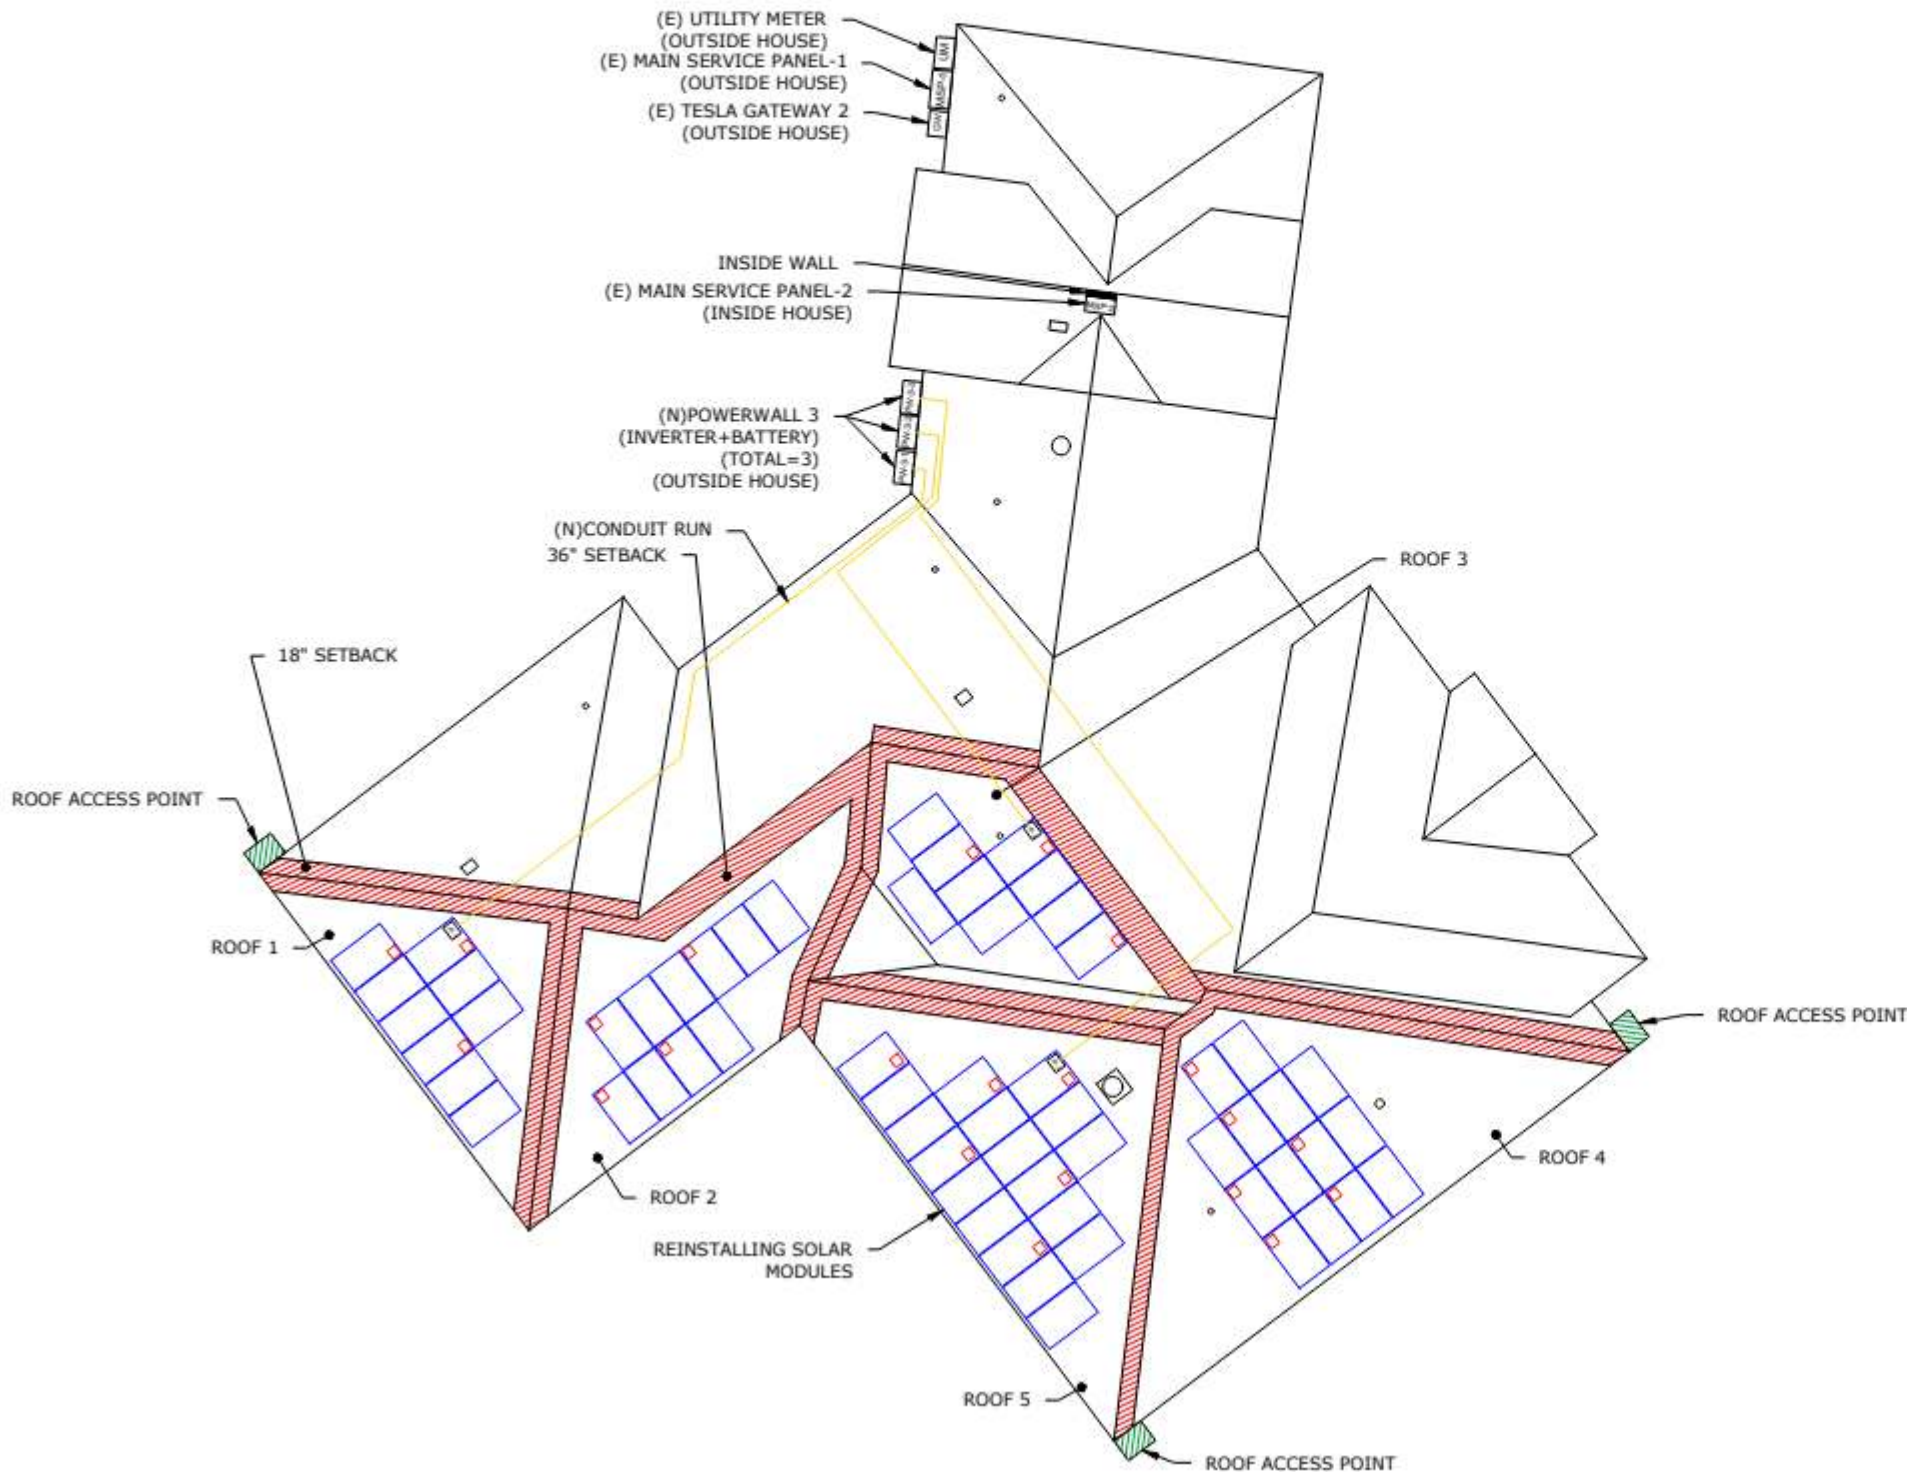 (E) UTILITY METER
(OUTSIDE HOUSE)
(E) MAIN SERVICE PANEL-1
(OUTSIDE HOUSE)
(E) TESLA GATEWAY 2
(OUTSIDE HOUSE)
UM
GW
INSIDE WALL
(E) MAIN SERVICE PANEL-2
(INSIDE HOUSE)
(N)POWERWALL 3
(INVERTER+BATTERY)
(TOTAL=3)
(OUTSIDE HOUSE)
(N)CONDUIT RUN
36" SETBACK
ROOF 3
18" SETBACK
ROOF ACCESS POINT
ROOF 1
ROOF ACCESS POINT
ROOF 4
ROOF 2
REINSTALLING SOLAR
MODULES
ROOF 5
ROOF ACCESS POINT